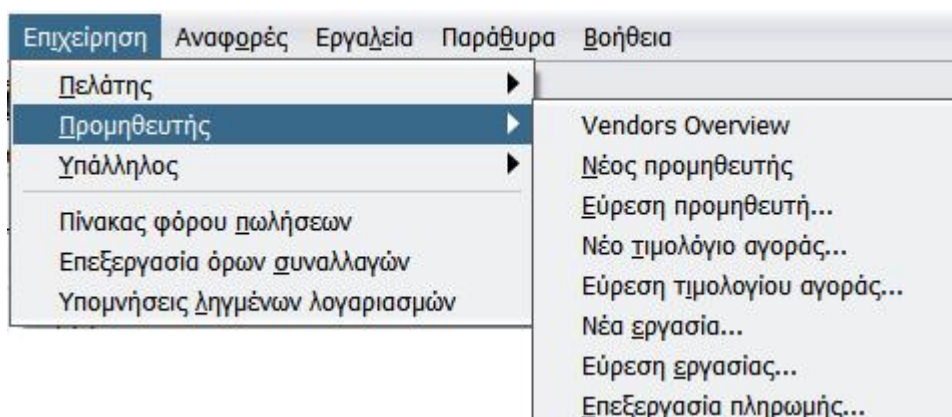 Επιχείρηση Αναφορές Εργαλεία Παράθυρα Βοήθεια
Πελάτης
Προμηθευτής
Υπάλληλος
Πίνακας φόρου πωλήσεων
Επεξεργασία όρων συναλλαγών
Υπομνήσεις ληγμένων λογαριασμών
Vendors Overview
Νέος προμηθευτής
Εύρεση προμηθευτή...
Νέο τιμολόγιο αγοράς...
Εύρεση τιμολογίου αγοράς...
Νέα εργασία...
Εύρεση εργασίας...
Επεξεργασία πληρωμής...